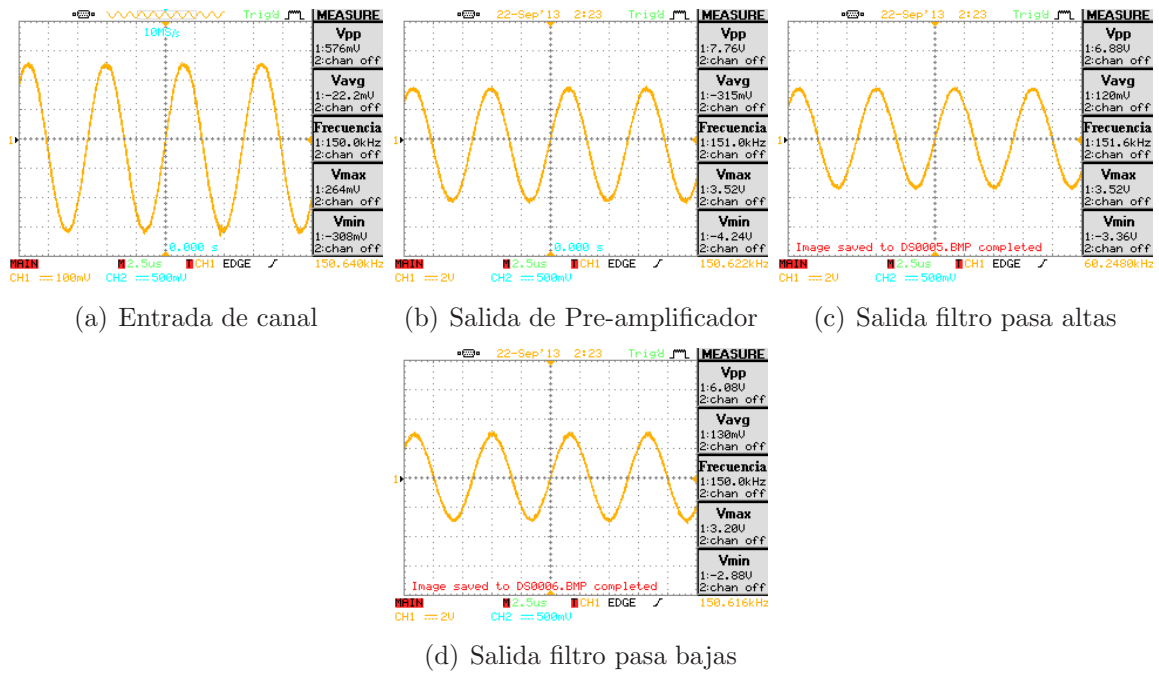 Trig'd MEASURE
10MS/s
Vpp
1:576mV
2:chan off
Vavg
1:-22.2mV
2:chan off
Frecuencia
1:150.0kHz
2:chan off
Vmax
1:264mV
2:chan off
Vmin
1:-308mV
2:chan off
1
0.000 s
MAIN M 2.5us T CH1 EDGE 150.640kHz
CH1 100mV CH2 500mV
(a) Entrada de canal
22-Sep'13 2:23 Trig'd MEASURE
Vpp
1:7.76V
2:chan off
Vavg
1:-315mV
2:chan off
Frecuencia
1:151.0kHz
2:chan off
Vmax
1:3.52V
2:chan off
Vmin
1:-4.24V
2:chan off
1
0.000 s
MAIN M 2.5us T CH1 EDGE 150.622kHz
CH1 2V CH2 500mV
(b) Salida de Pre-amplificador
22-Sep'13 2:23 Trig'd MEASURE
Vpp
1:6.88V
2:chan off
Vavg
1:120mV
2:chan off
Frecuencia
1:151.6kHz
2:chan off
Vmax
1:3.52V
2:chan off
Vmin
1:-3.36V
2:chan off
1
Image saved to DS0005.BMP completed
MAIN M 2.5us T CH1 EDGE 60.2480kHz
CH1 2V CH2 500mV
(c) Salida filtro pasa altas
22-Sep'13 2:23 Trig'd MEASURE
Vpp
1:6.08V
2:chan off
Vavg
1:130mV
2:chan off
Frecuencia
1:150.0kHz
2:chan off
Vmax
1:3.20V
2:chan off
Vmin
1:-2.88V
2:chan off
1
Image saved to DS0006.BMP completed
MAIN M 2.5us T CH1 EDGE 150.616kHz
CH1 2V CH2 500mV
(d) Salida filtro pasa bajas